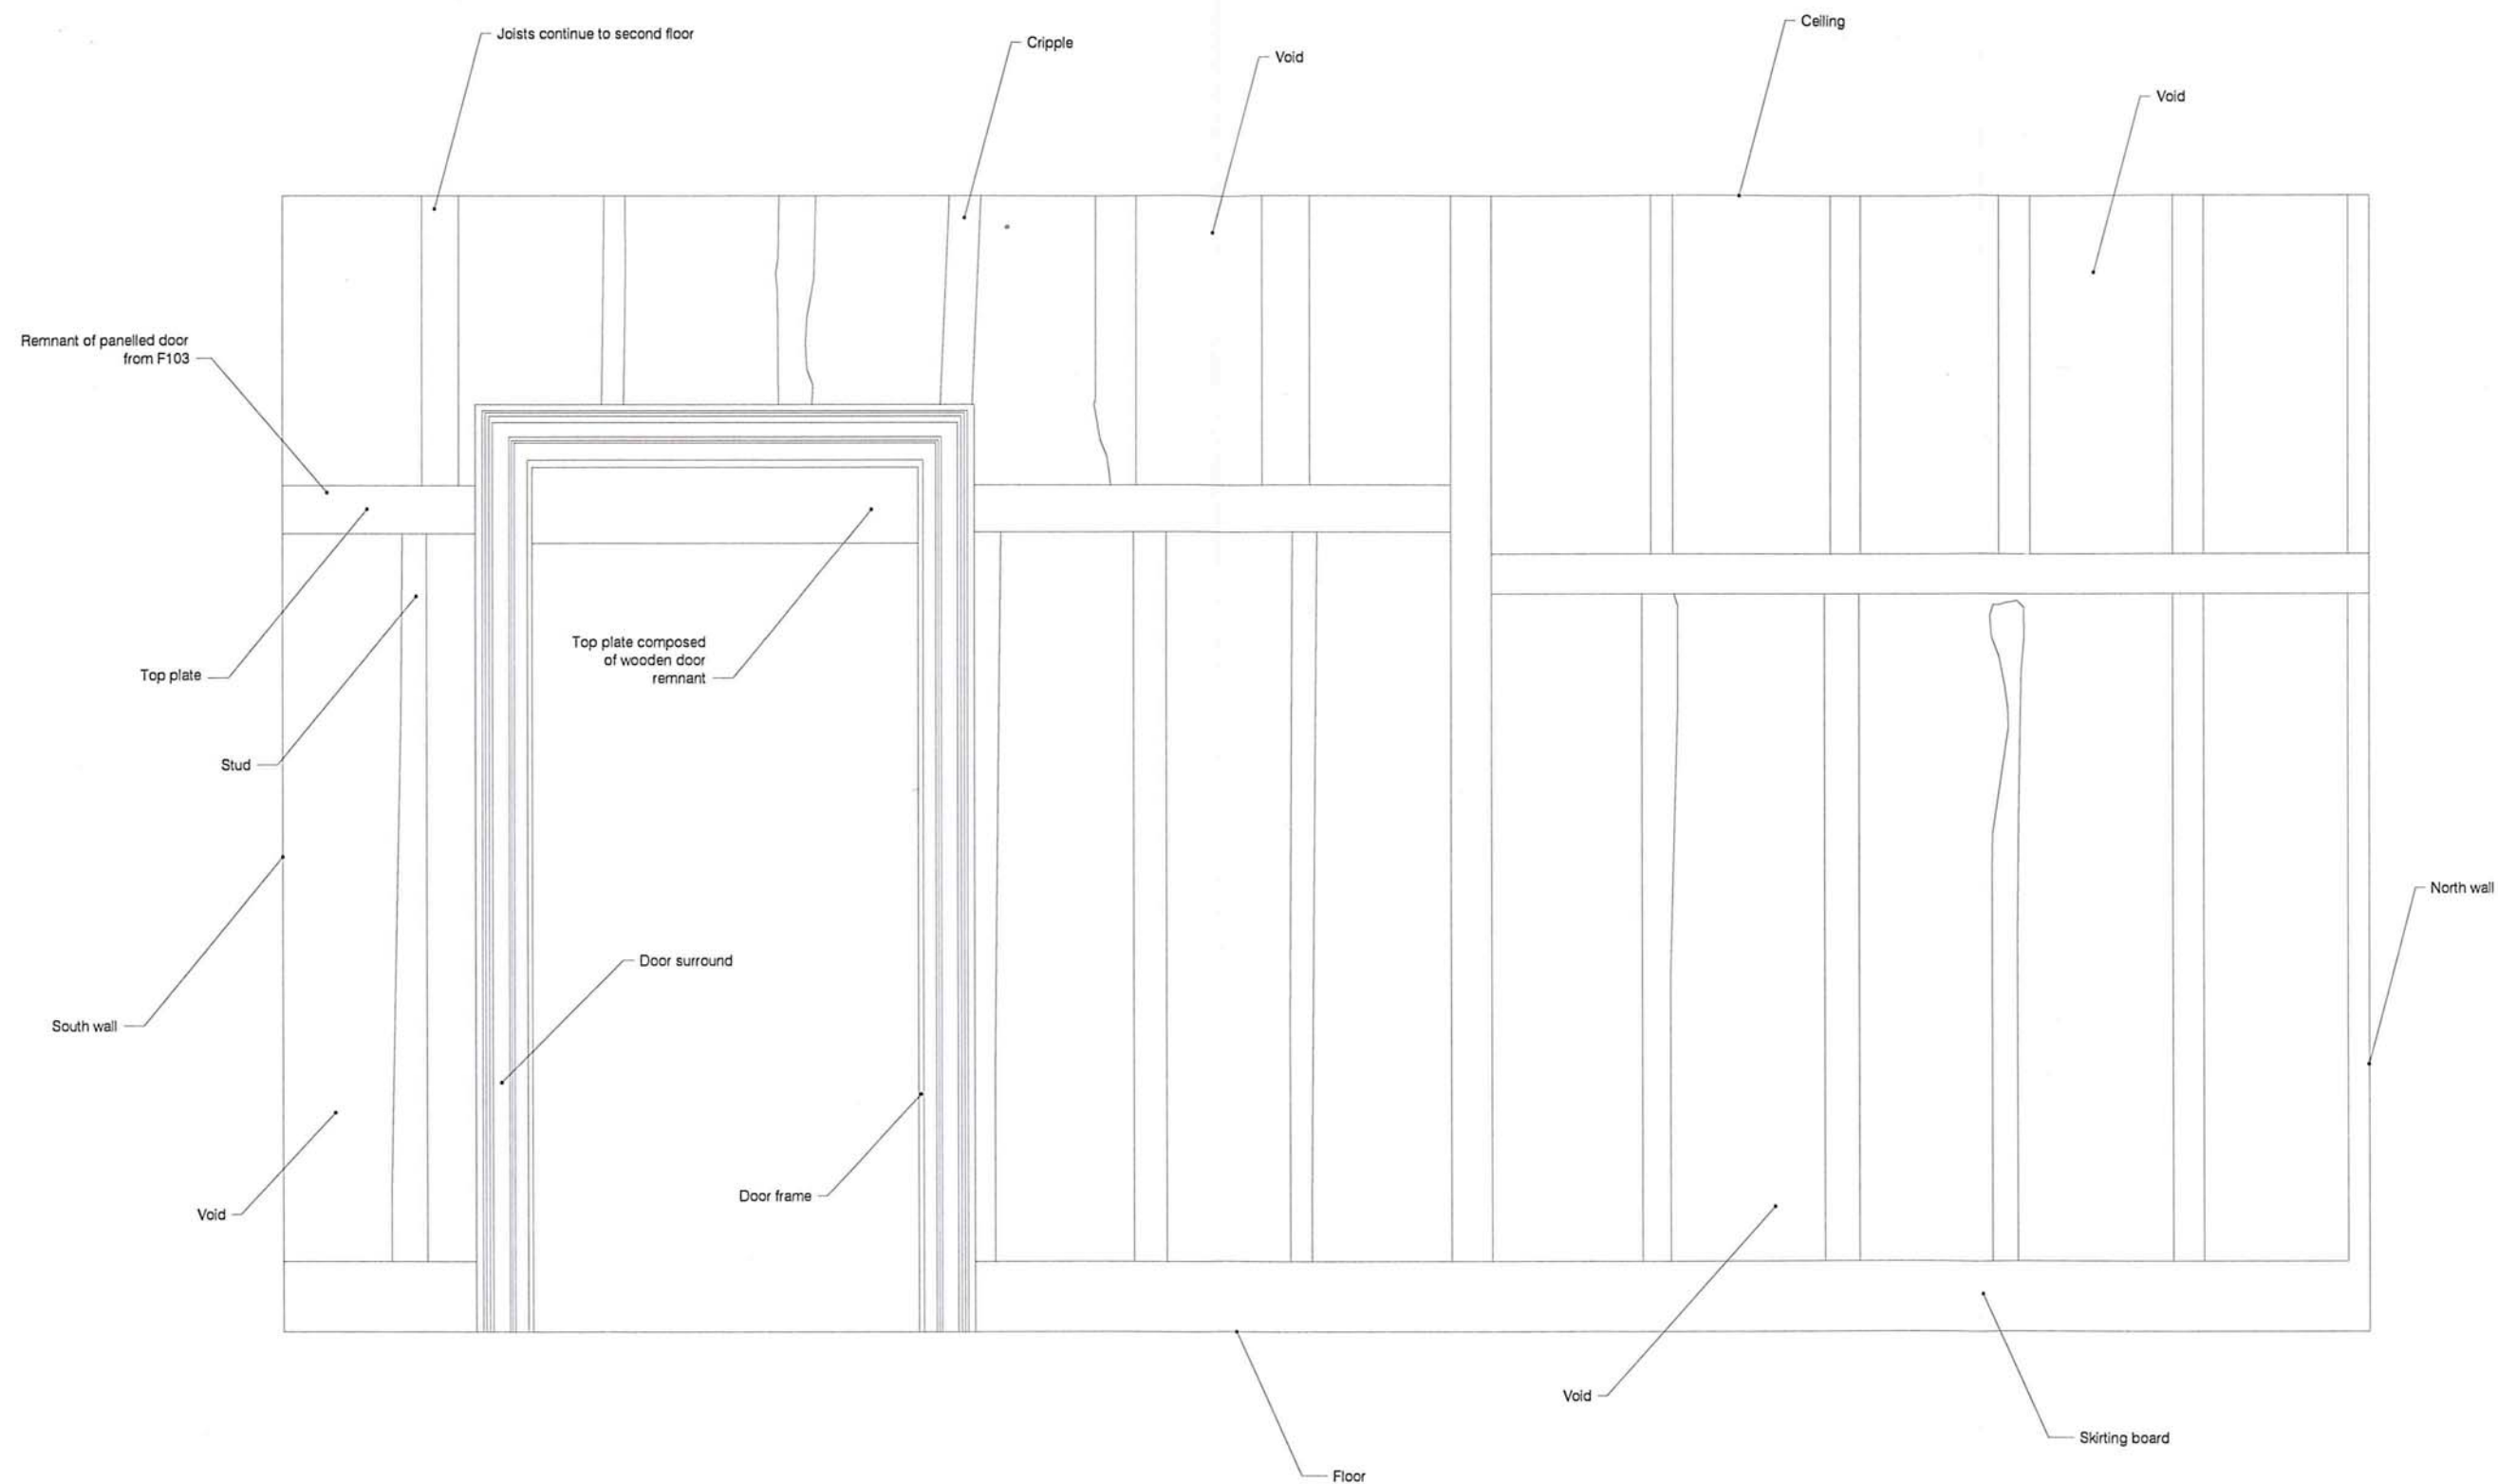 Ceiling
Joists continue to second floor
Cripple
Void
Void
Remnant of panelled door
from F103
Top plate composed
of wooden door
remnant
Top plate
Stud
North wall
Door surround
South wall
Door frame
Void
Void
Skirting board
Floor